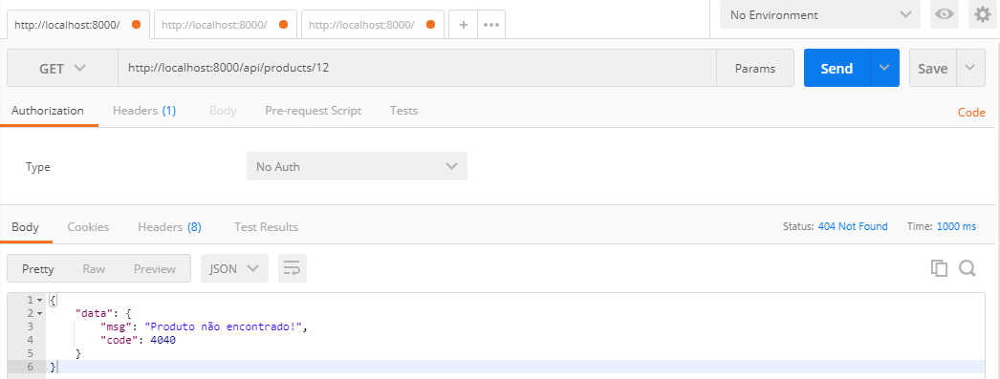 http://localhost:8000/ http://localhost:8000/ http://localhost:8000/ + ••• No Environment
GET http://localhost:8000/api/products/12 Params Send Save
Authorization Headers (1) Body Pre-request Script Tests Code
Type No Auth
Body Cookies Headers (8) Test Results Status: 404 Not Found Time: 1000 ms
Pretty Raw Preview JSON
1 {
2 "data": {
3 "msg": "Produto não encontrado!",
4 "code": 4040
5 }
6 }